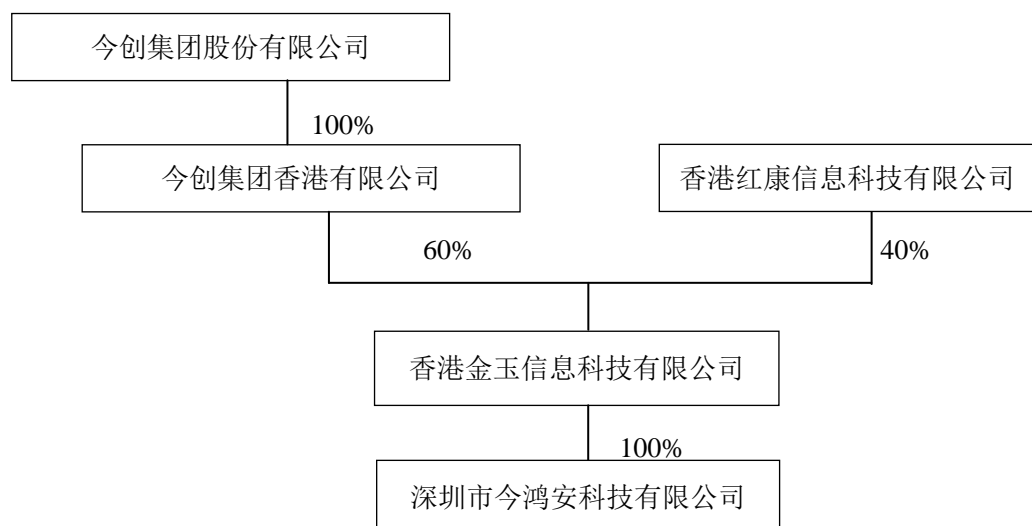 今创集团股份有限公司
100%
今创集团香港有限公司
香港红康信息科技有限公司
60%
40%
香港金玉信息科技有限公司
100%
深圳市今鸿安科技有限公司